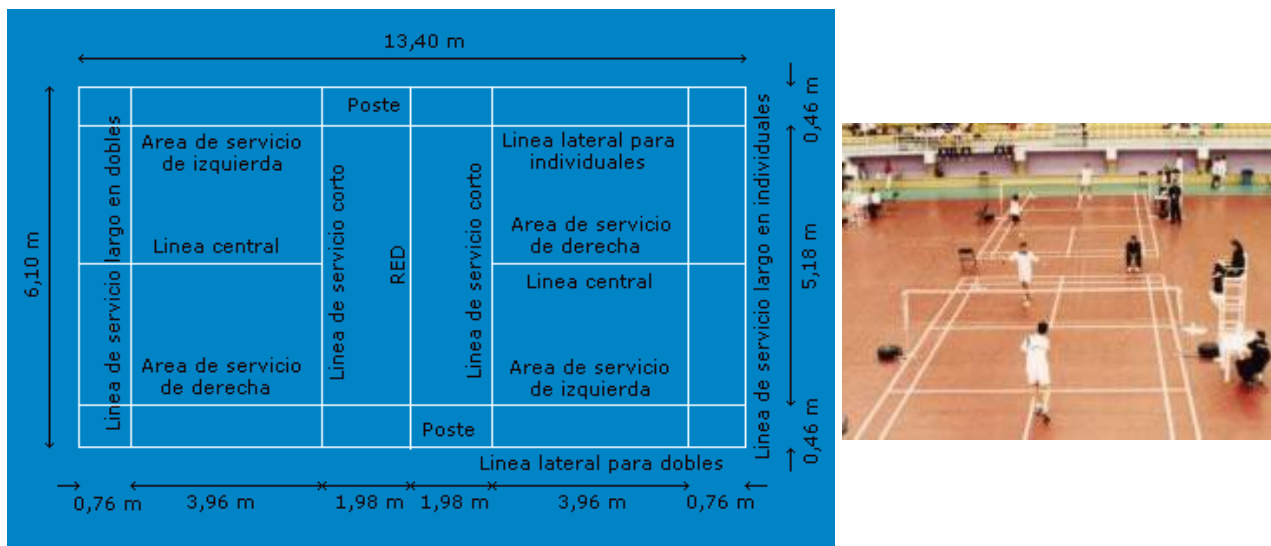 13,40 m
Poste
0,46 m
Area de servicio
de izquierda
Linea lateral para
individuales
Linea de servicio largo en dobles
Linea de servicio corto
Linea de servicio corto
Linea de servicio largo en individuales
6,10 m
Linea central
RED
Area de servicio
de derecha
5,18 m
Linea central
Area de servicio
de derecha
Area de servicio
de izquierda
Poste
0,46 m
Linea lateral para dobles
0,76 m
3,96 m
1,98 m
1,98 m
3,96 m
0,76 m